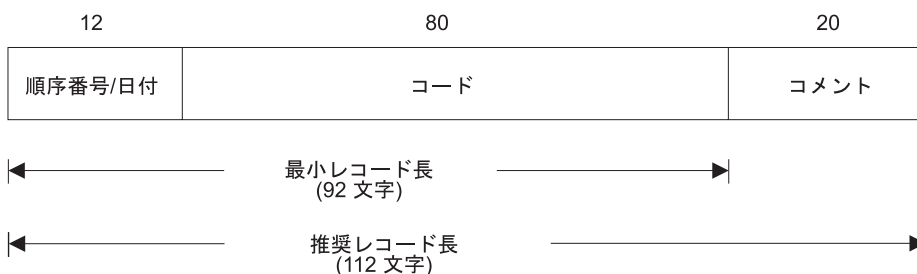 12 80 20
順序番号/日付 コード コメント
最小レコード長
(92 文字)
推奨レコード長
(112 文字)